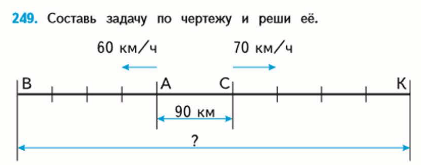 249. Составь задачу по чертежу и реши её.
60 км/ч 70 км/ч
В А С К
90 км
?